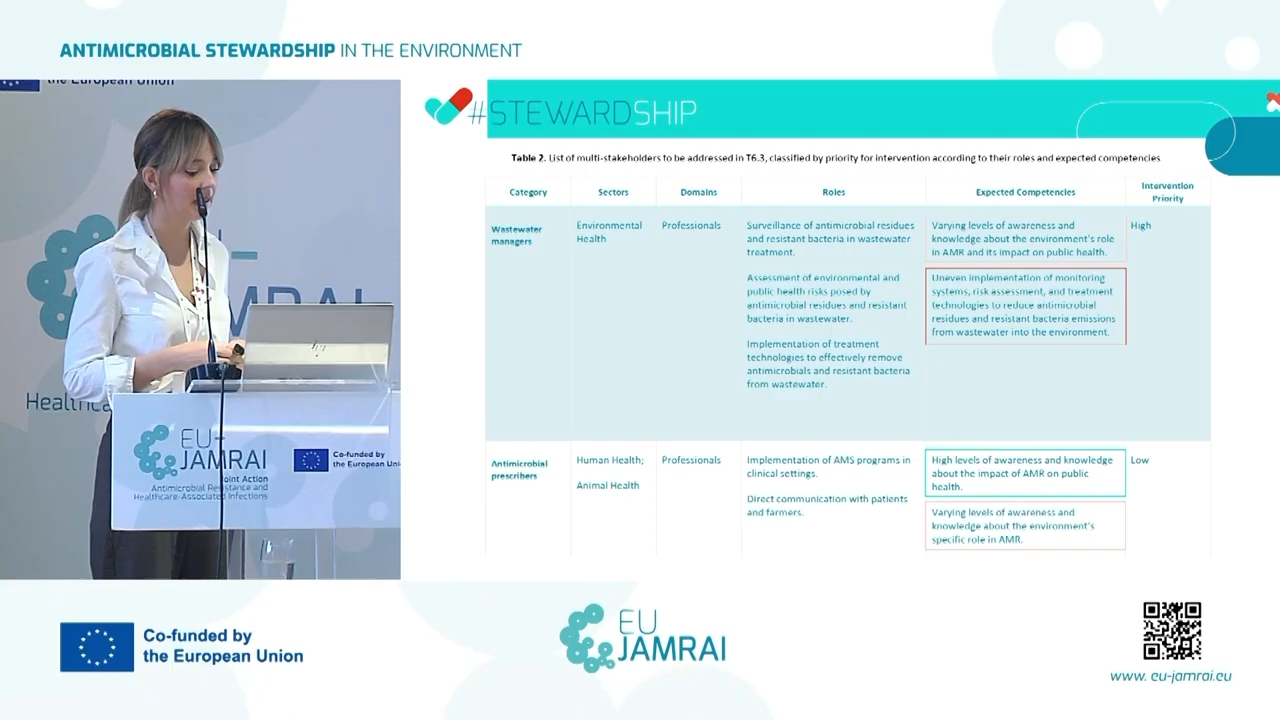 ANTIMICROBIAL STEWARDSHIP IN THE ENVIRONMENT
the European Union
#STEWARDSHIP
Table 2. List of multi-stakeholders to be addressed in T6.3, classified by priority for intervention according to their roles and expected competencies
Category
Sectors
Domains
Roles
Expected Competencies
Intervention
Priority
Wastewater
managers
Environmental
Health
Professionals
Surveillance of antimicrobial residues
and resistant bacteria in wastewater
treatment.
Assessment of environmental and
public health risks posed by
antimicrobial residues and resistant
bacteria in wastewater.
Implementation of treatment
technologies to effectively remove
antimicrobials and resistant bacteria
from wastewater.
Varying levels of awareness and
knowledge about the environment's role
in AMR and its impact on public health.
Uneven implementation of monitoring
systems, risk assessment, and treatment
technologies to reduce antimicrobial
residues and resistant bacteria emissions
from wastewater into the environment.
High
Antimicrobial
prescribers
Human Health;
Animal Health
Professionals
Implementation of AMS programs in
clinical settings.
Direct communication with patients
and farmers.
High levels of awareness and knowledge
about the impact of AMR on public
health.
Varying levels of awareness and
knowledge about the environment's
specific role in AMR.
Low
EU-
JAMRAI
Joint Action
Antimicrobial Resistance and
Healthcare-Associated Infections
Co-funded by
the European
Co-funded by
the European Union
EU
JAMRAI
www. eu-jamrai.eu